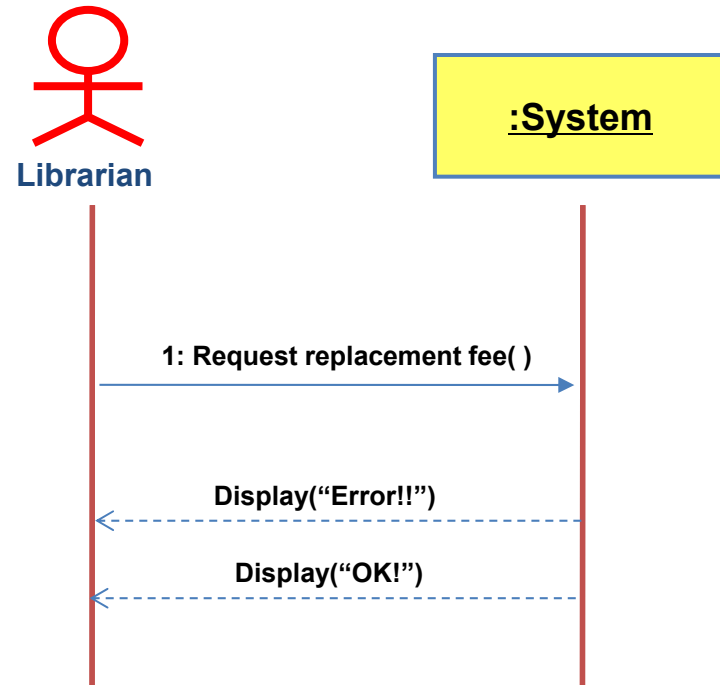 :System
Librarian
1: Request replacement fee( )
Display(“Error!!”)
Display(“OK!”)